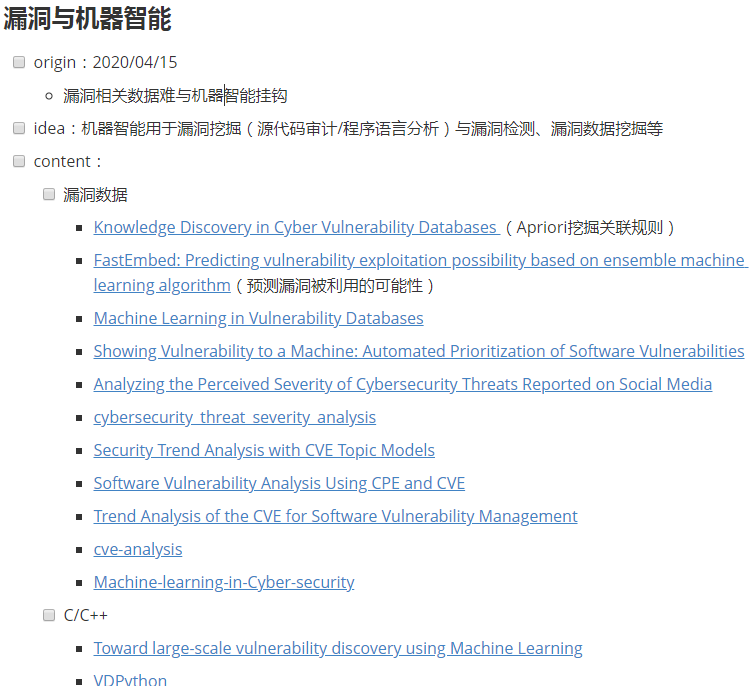 漏洞与机器智能
origin：2020/04/15
漏洞相关数据难与机器智能挂钩
idea：机器智能用于漏洞挖掘（源代码审计/程序语言分析）与漏洞检测、漏洞数据挖掘等
content：
漏洞数据
Knowledge Discovery in Cyber Vulnerability Databases （Apriori挖掘关联规则）
FastEmbed: Predicting vulnerability exploitation possibility based on ensemble machine
learning algorithm（预测漏洞被利用的可能性）
Machine Learning in Vulnerability Databases
Showing Vulnerability to a Machine: Automated Prioritization of Software Vulnerabilities
Analyzing the Perceived Severity of Cybersecurity Threats Reported on Social Media
cybersecurity_threat_severity_analysis
Security Trend Analysis with CVE Topic Models
Software Vulnerability Analysis Using CPE and CVE
Trend Analysis of the CVE for Software Vulnerability Management
cve-analysis
Machine-learning-in-Cyber-security
C/C++
Toward large-scale vulnerability discovery using Machine Learning
VDPython